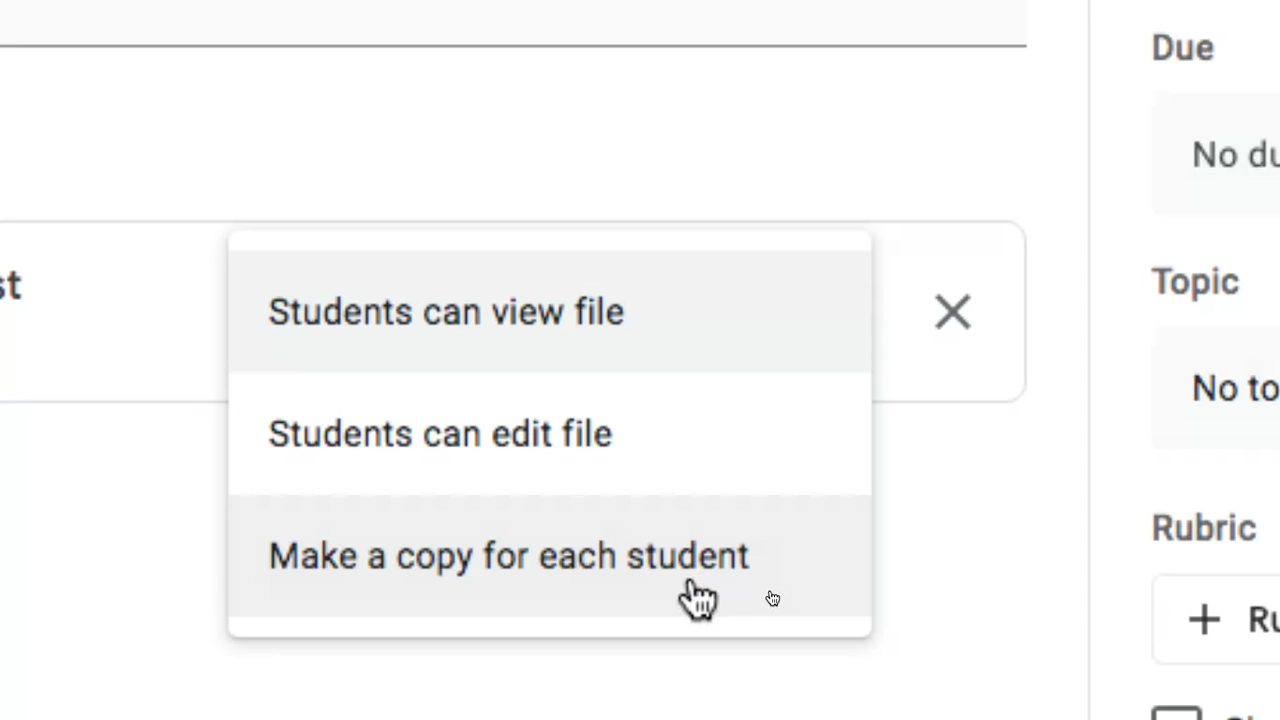 Due
No du
st
Students can view file
Topic
No to
Students can edit file
Rubric
Make a copy for each student
+ Ru